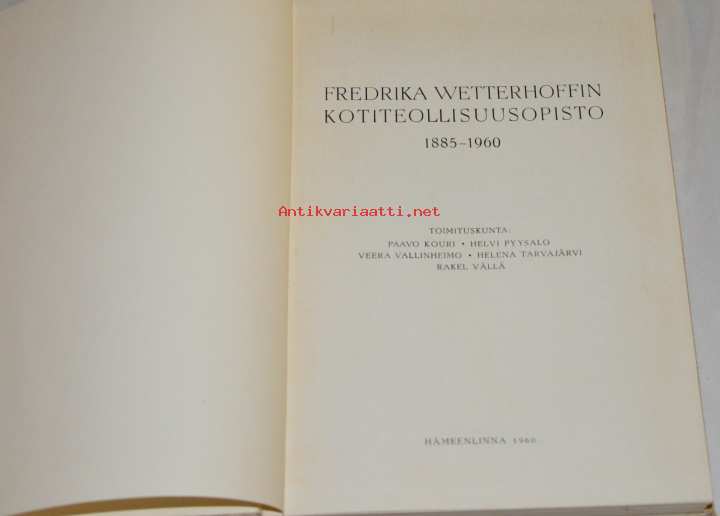 FREDRIKA WETTERHOFFIN
KOTITEOLLISUUSOPISTO
1885–1960
Antikvariaatti.net
TOIMITUSKUNTA:
PAAVO KOURI • HELVI PYYSALO
VEERA VALLINHEIMO • HELENA TARVAJÄRVI
RAKEL VÄLLÄ
HÄMEENLINNA 1960